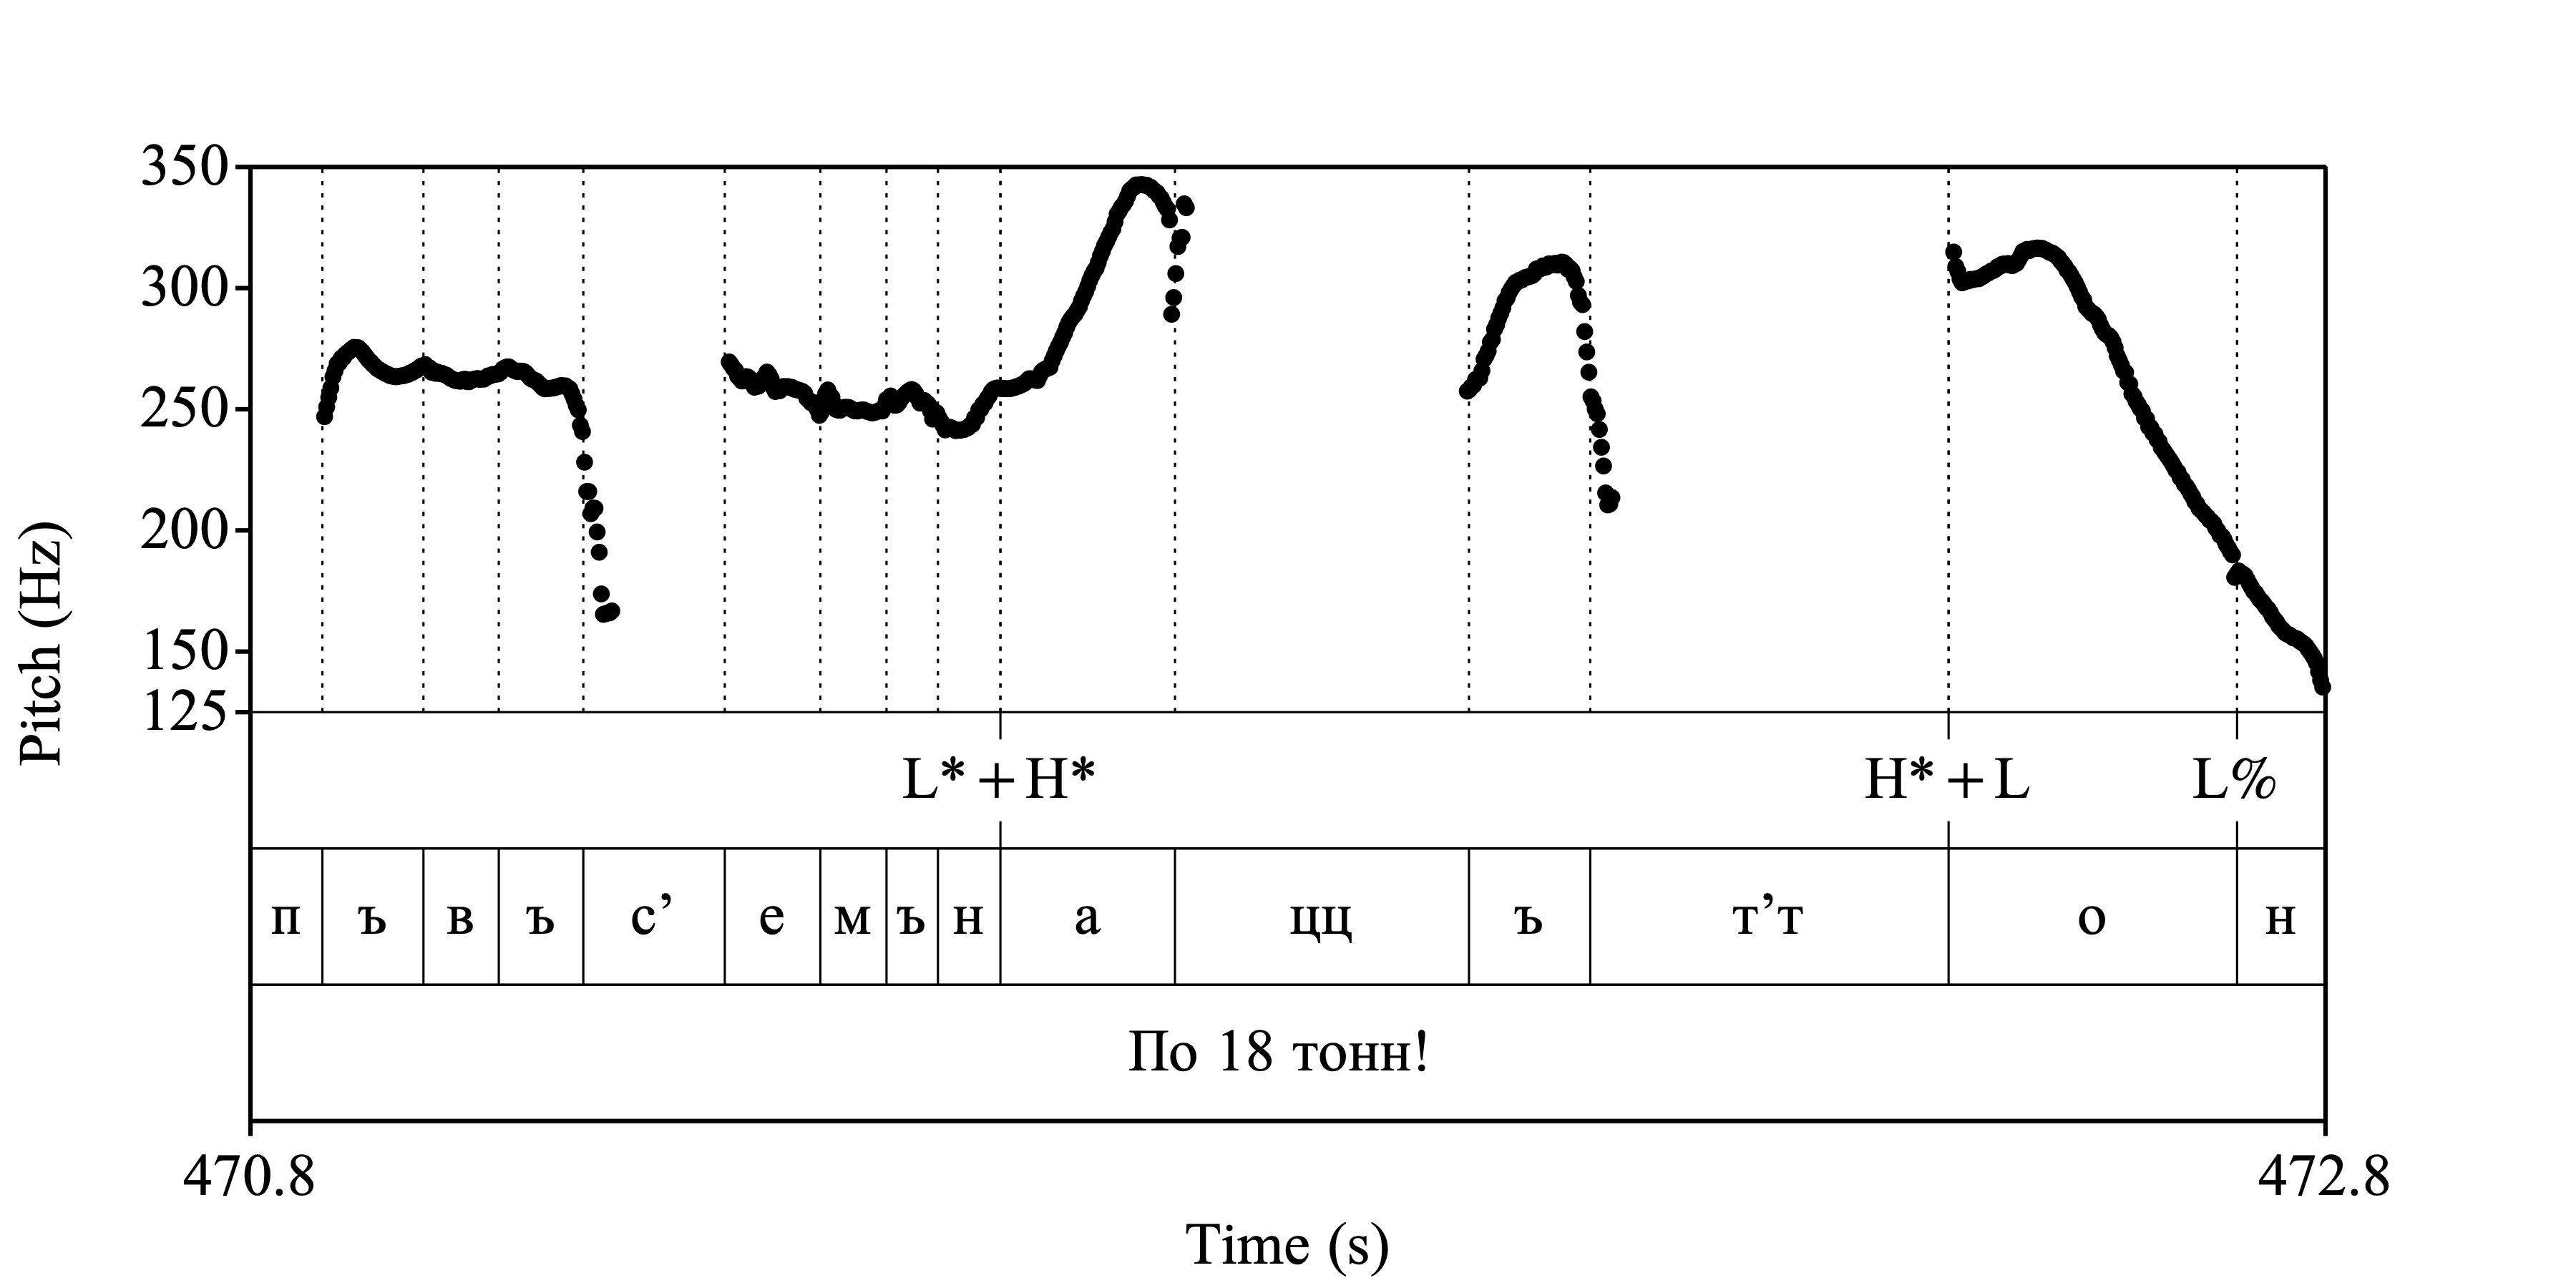 350
300
250
200
150
125
Pitch (Hz)
L* + H* H* + L L%
п ъ в ъ с’ е м ъ н а цц ъ т’т о н
По 18 тонн!
470.8 472.8
Time (s)